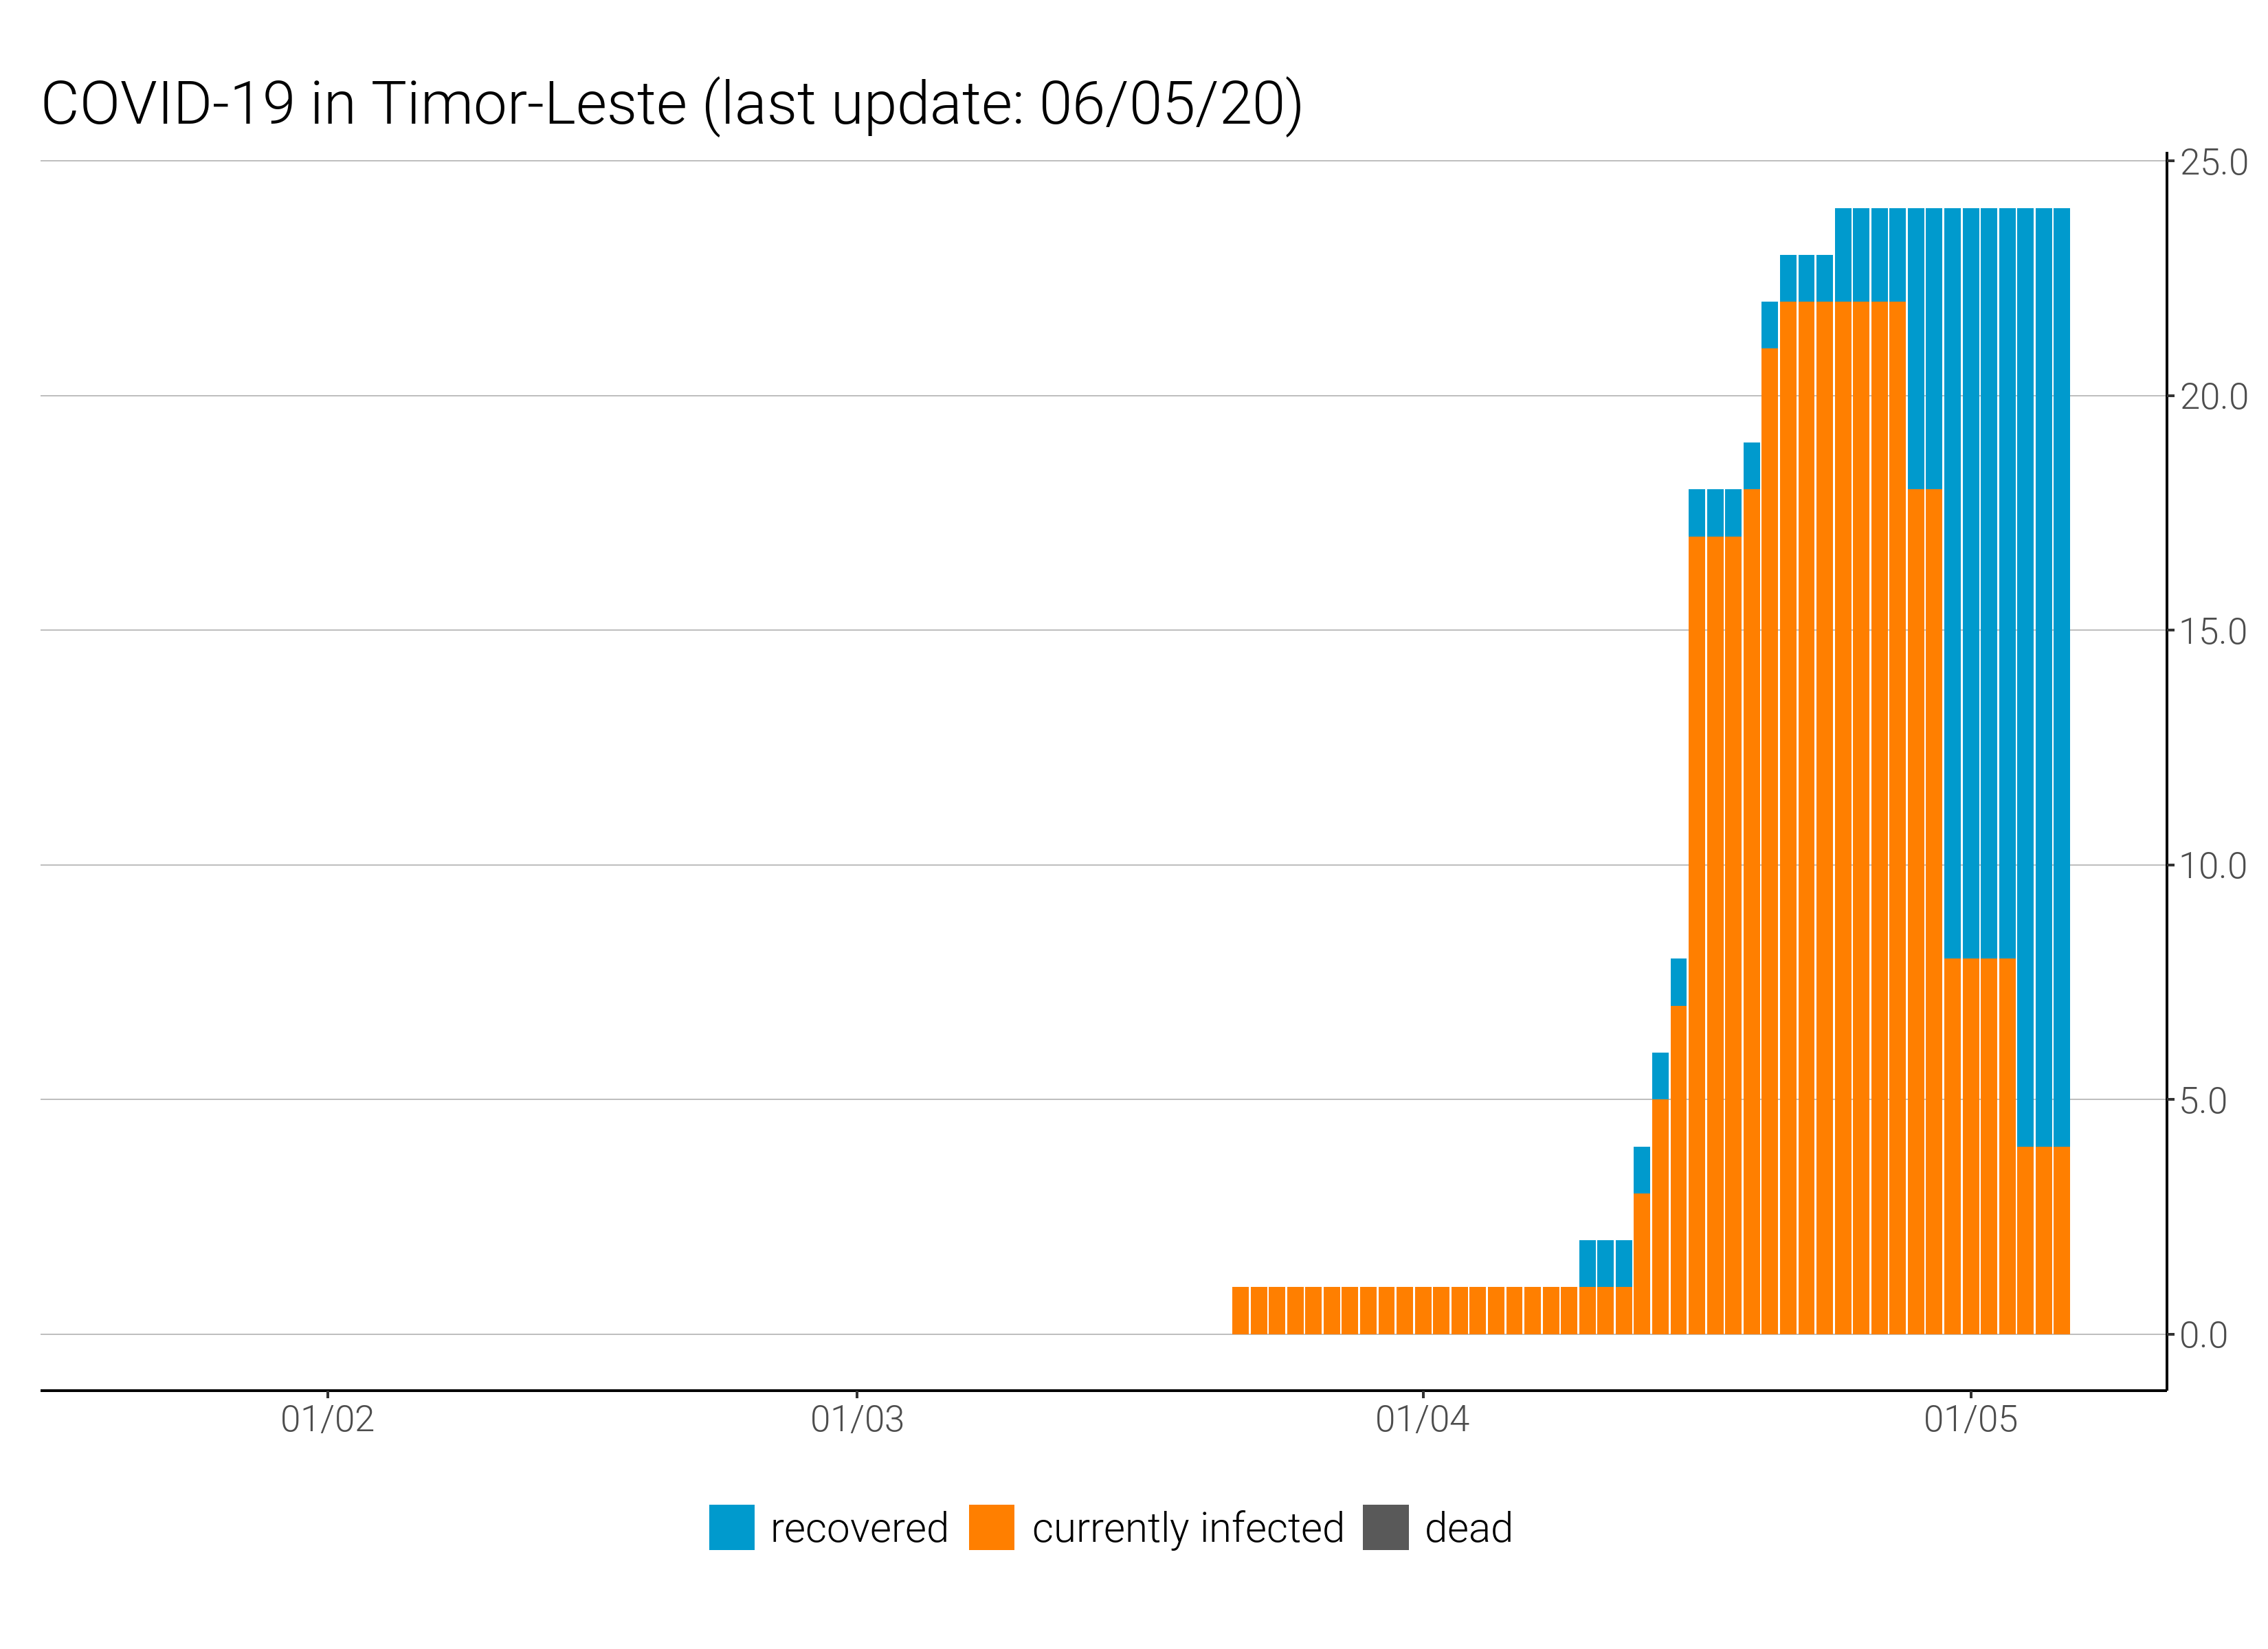 COVID-19 in Timor-Leste (last update: 06/05/20)
25.0
20.0
15.0
10.0
5.0
0.0
01/02 01/03 01/04 01/05
recovered currently infected dead